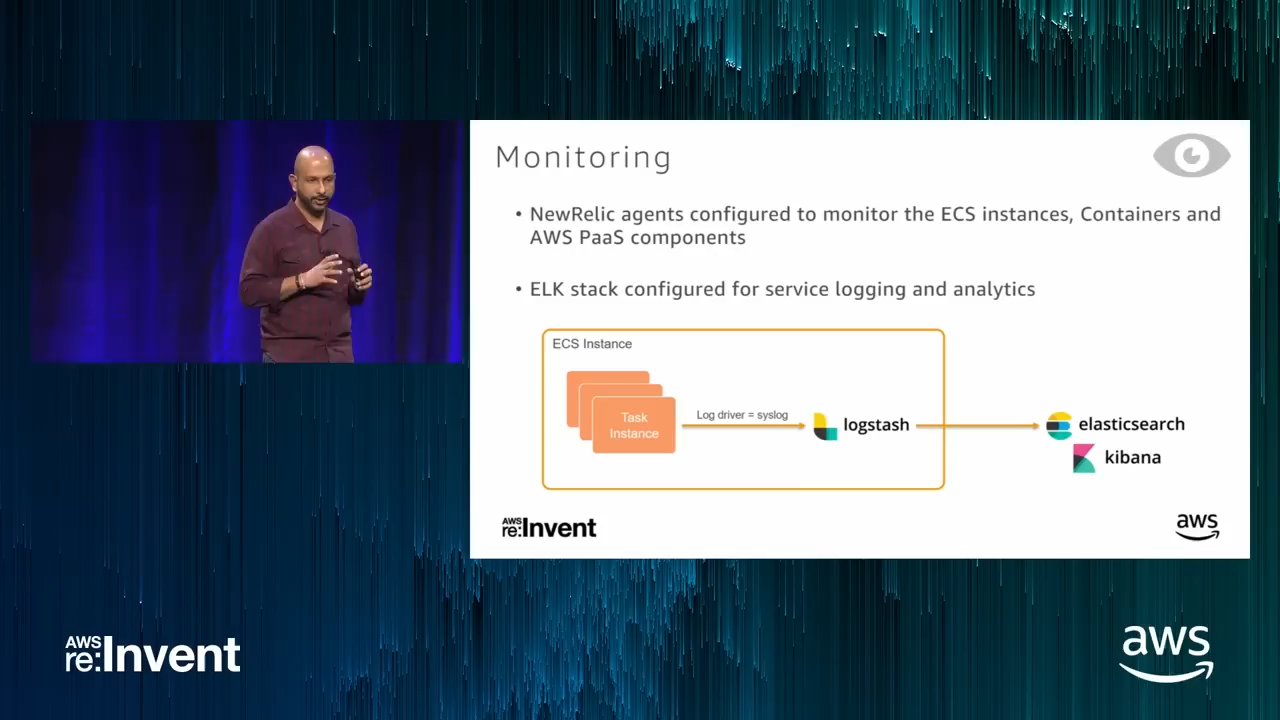 Monitoring
• NewRelic agents configured to monitor the ECS instances, Containers and
AWS PaaS components
• ELK stack configured for service logging and analytics
ECS Instance
Task
Instance
Log driver = syslog
logstash
elasticsearch
kibana
AWS
re:Invent
aws
AWS
re:Invent
aws